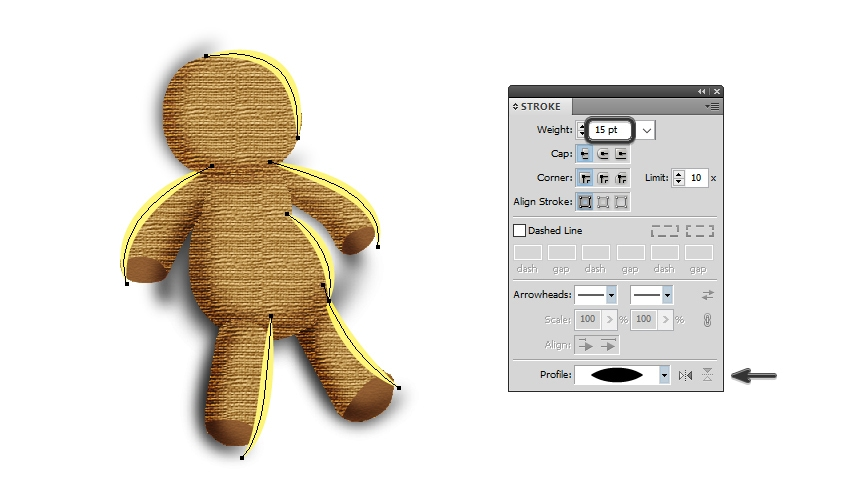 STROKE
Weight: 15 pt
Cap:
Corner: Limit: 10 x
Align Stroke:
Dashed Line
dash gap dash gap dash gap
Arrowheads:
Scale: 100 % 100 %
Align:
Profile: